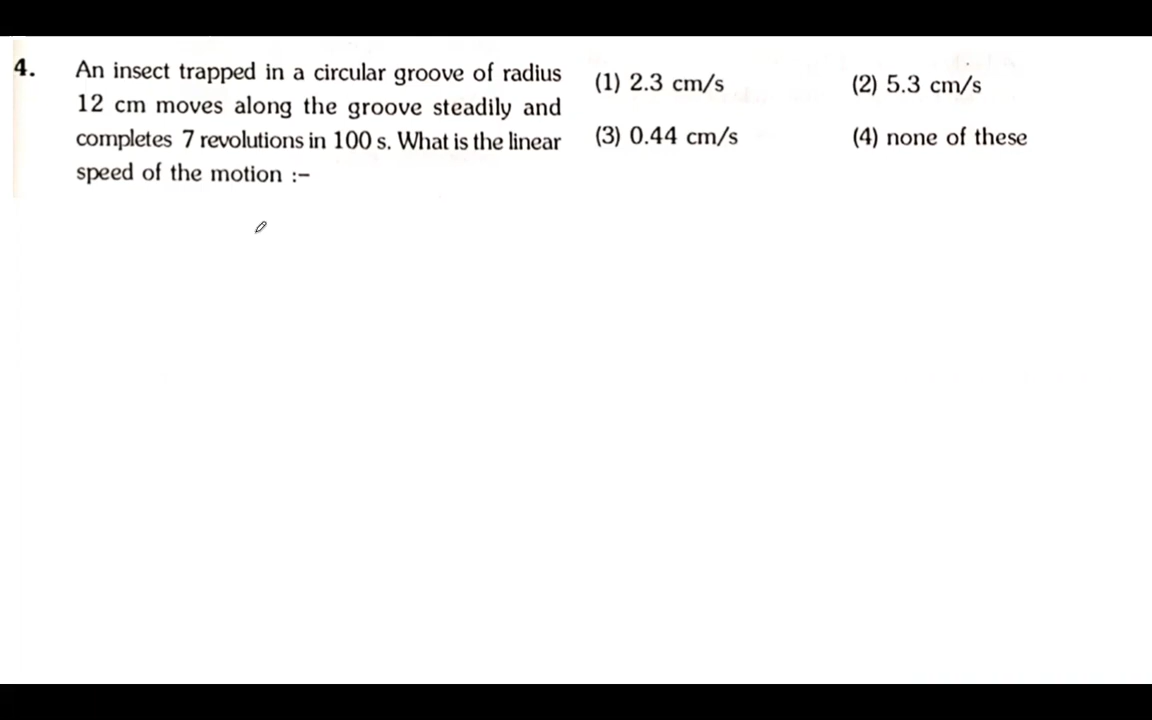 4. An insect trapped in a circular groove of radius
12 cm moves along the groove steadily and
completes 7 revolutions in 100 s. What is the linear
speed of the motion :-
(1) 2.3 cm/s (2) 5.3 cm/s
(3) 0.44 cm/s (4) none of these